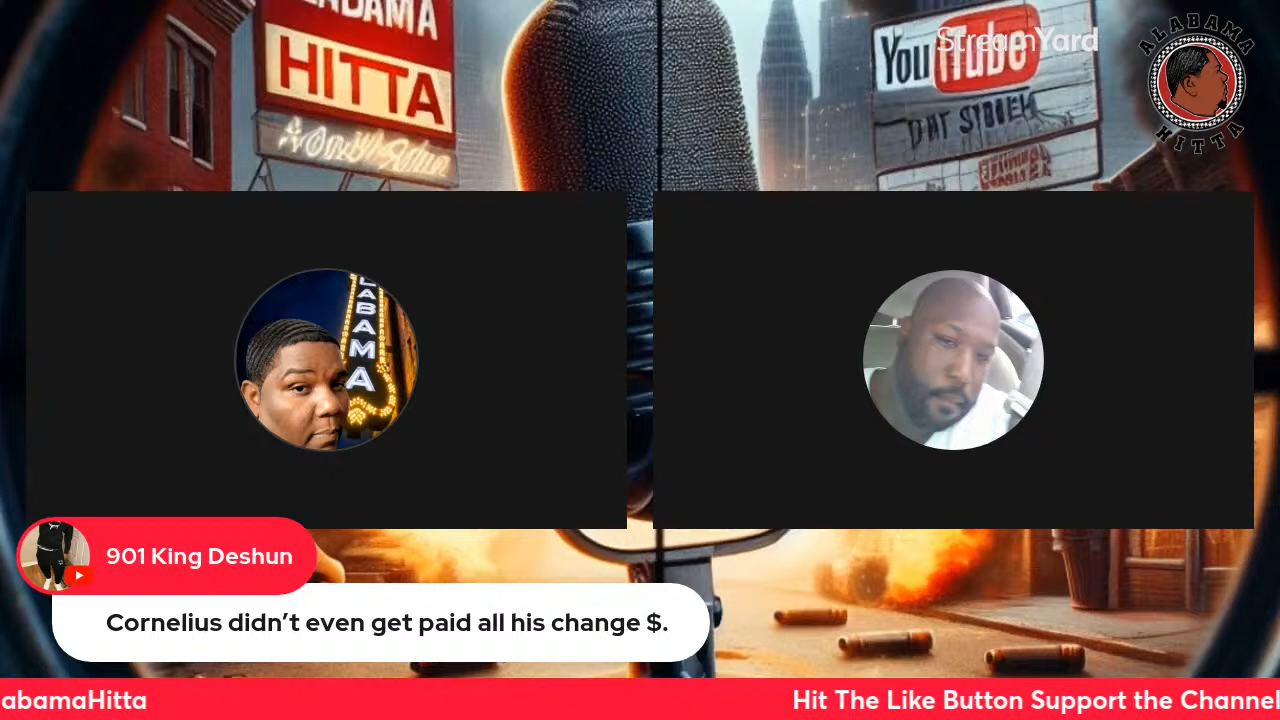 ALABAMA
HITTA
StreamYard
YouTube
ALABAMA
HITTA
LABAMA
901 King Deshun
Cornelius didn’t even get paid all his change $.
abamaHitta
Hit The Like Button Support the Channel